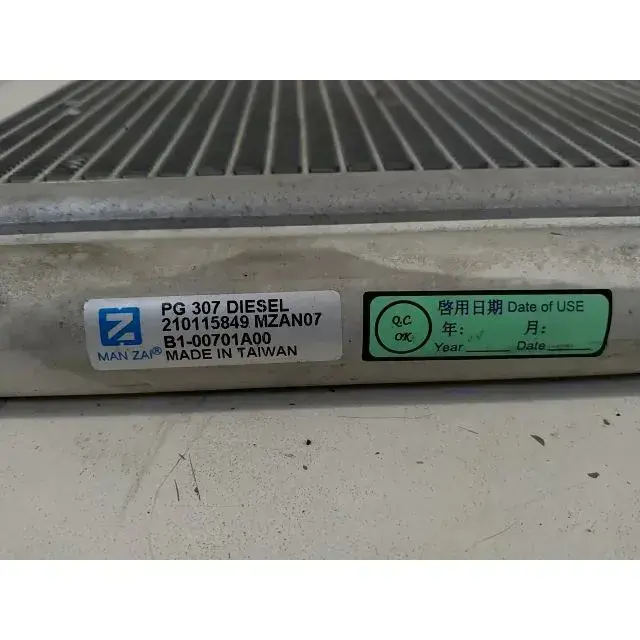 PG 307 DIESEL
210115849 MZAN07
B1-00701A00
MAN ZAI® MADE IN TAIWAN
Q.C
OK
啓用日期 Date of USE
年: 月:
Year Date